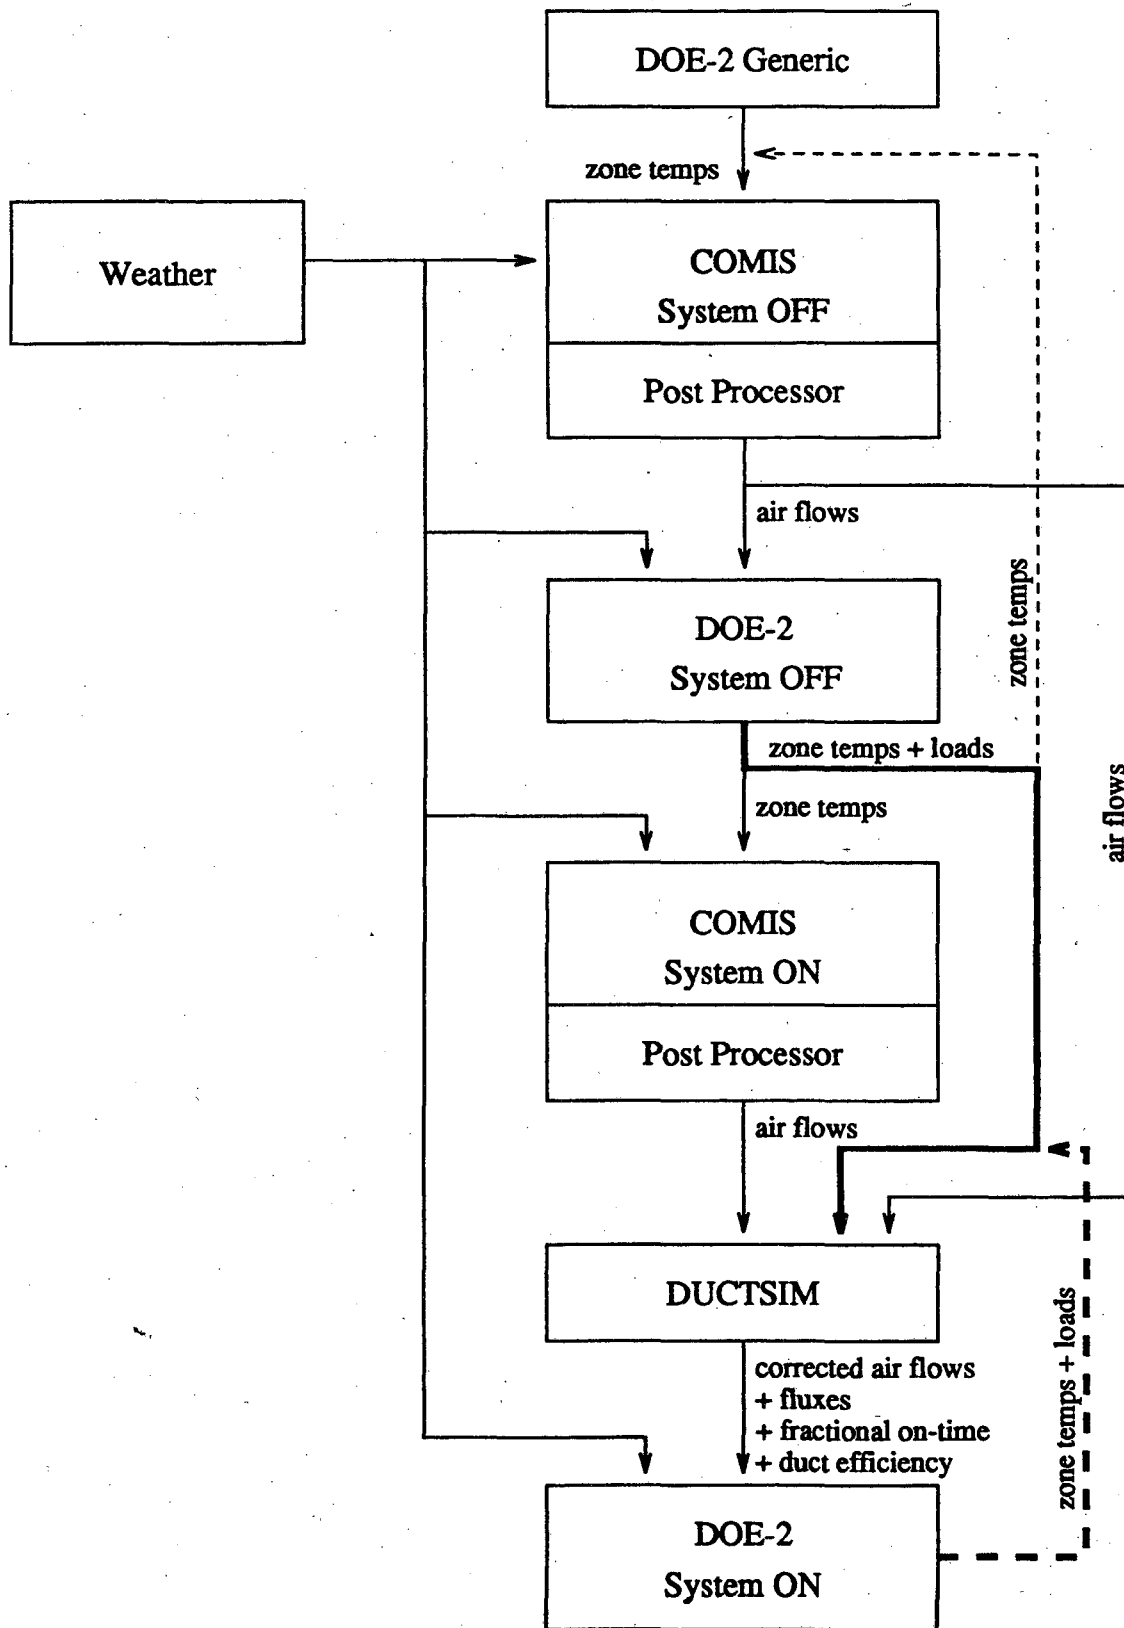 DOE-2 Generic
zone temps
Weather
COMIS
System OFF
Post Processor
air flows
DOE-2
System OFF
zone temps
zone temps + loads
zone temps
air flows
COMIS
System ON
Post Processor
air flows
DUCTSIM
corrected air flows
+ fluxes
+ fractional on-time
+ duct efficiency
zone temps + loads
DOE-2
System ON